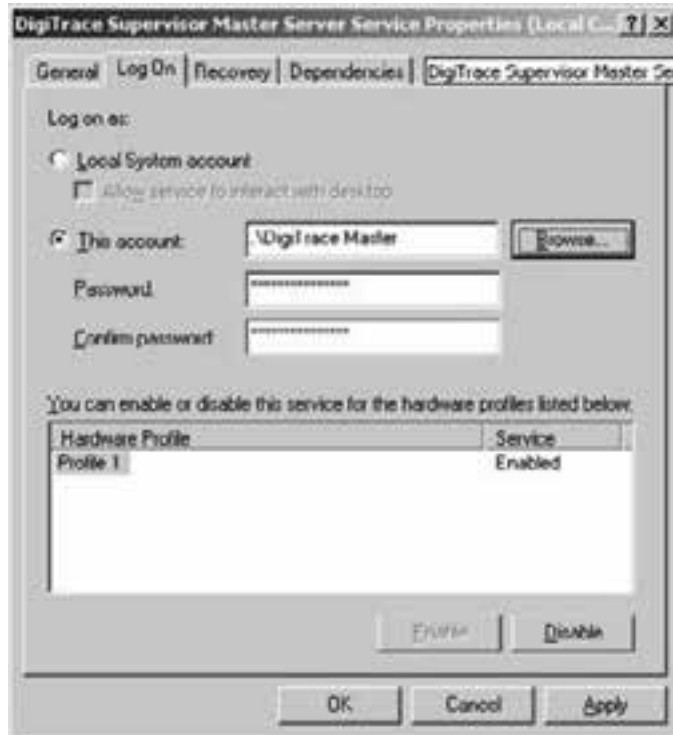 DigiTrace Supervisor Master Server Service Properties (Local C... ? X
General Log On Recovery Dependencies DigiTrace Supervisor Master Se
Log on as:
Local System account
Allow service to interact with desktop
This account: .\DigiTrace Master Browse...
Password: ***************
Confirm password: ***************
You can enable or disable this service for the hardware profiles listed below:
Hardware Profile Service
Profile 1 Enabled
Enable Disable
OK Cancel Apply